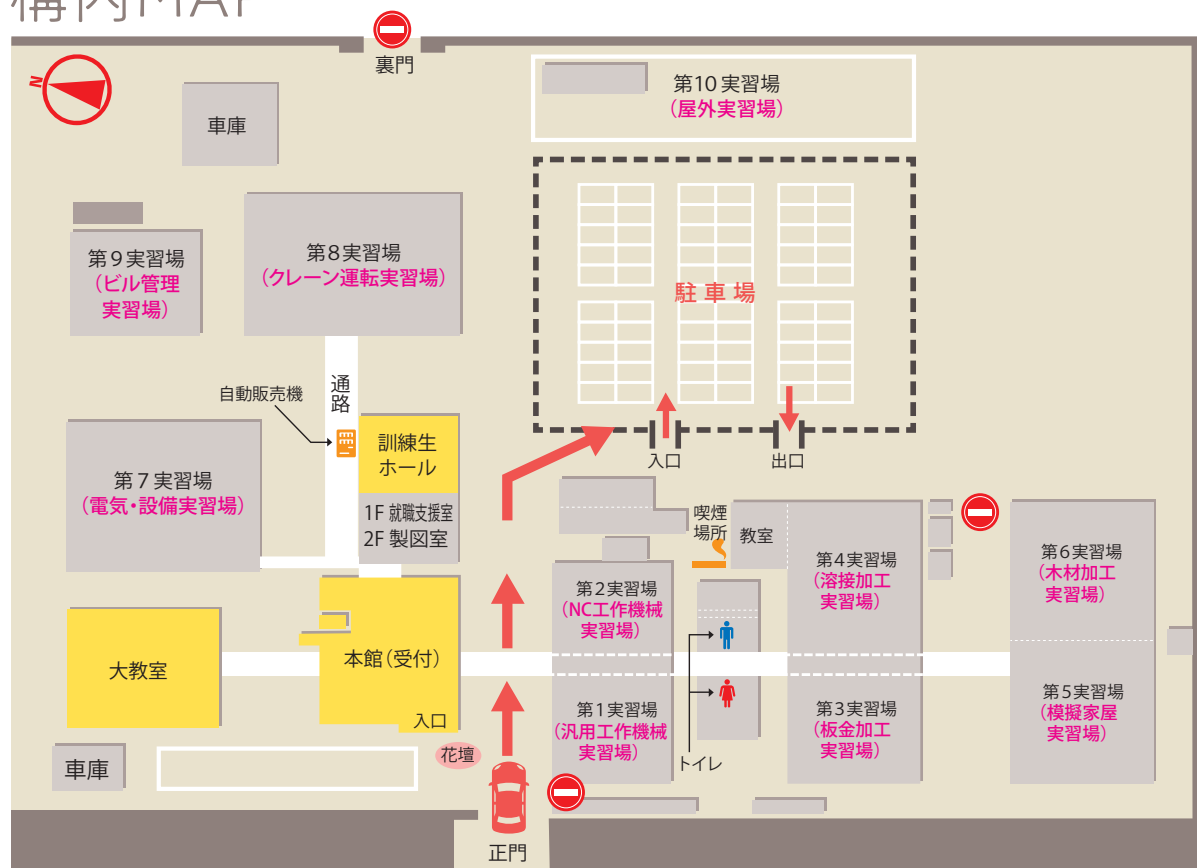 構内MAP
裏門
N
車庫
第10実習場
(屋外実習場)
第9実習場
(ビル管理
実習場)
第8実習場
(クレーン運転実習場)
駐車場
自動販売機
通路
訓練生
ホール
入口
出口
第7実習場
(電気・設備実習場)
1F 就職支援室
2F 製図室
喫煙
場所
教室
第4実習場
(溶接加工
実習場)
第6実習場
(木材加工
実習場)
第2実習場
(NC工作機械
実習場)
大教室
本館(受付)
入口
第1実習場
(汎用工作機械
実習場)
第3実習場
(板金加工
実習場)
第5実習場
(模擬家屋
実習場)
トイレ
車庫
花壇
正門